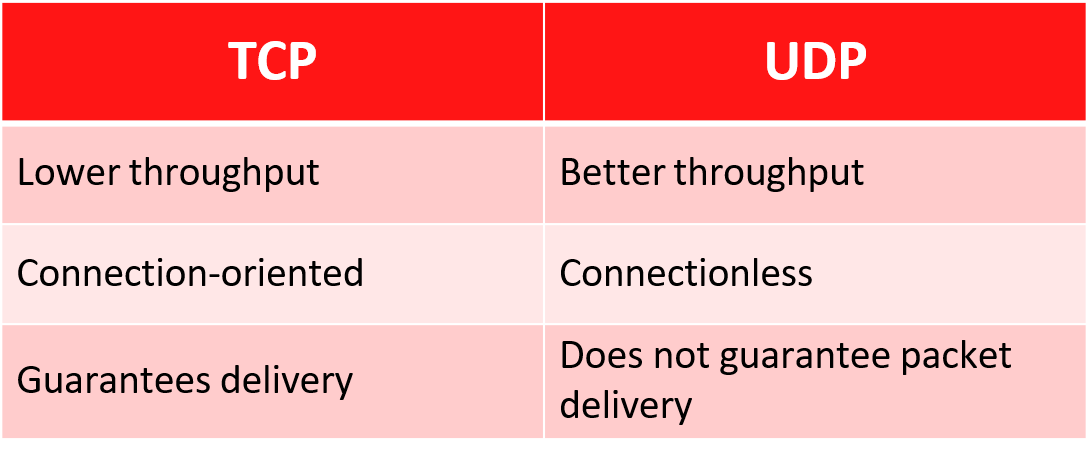 TCP
UDP
Lower throughput
Better throughput
Connection-oriented
Connectionless
Guarantees delivery
Does not guarantee packet
delivery